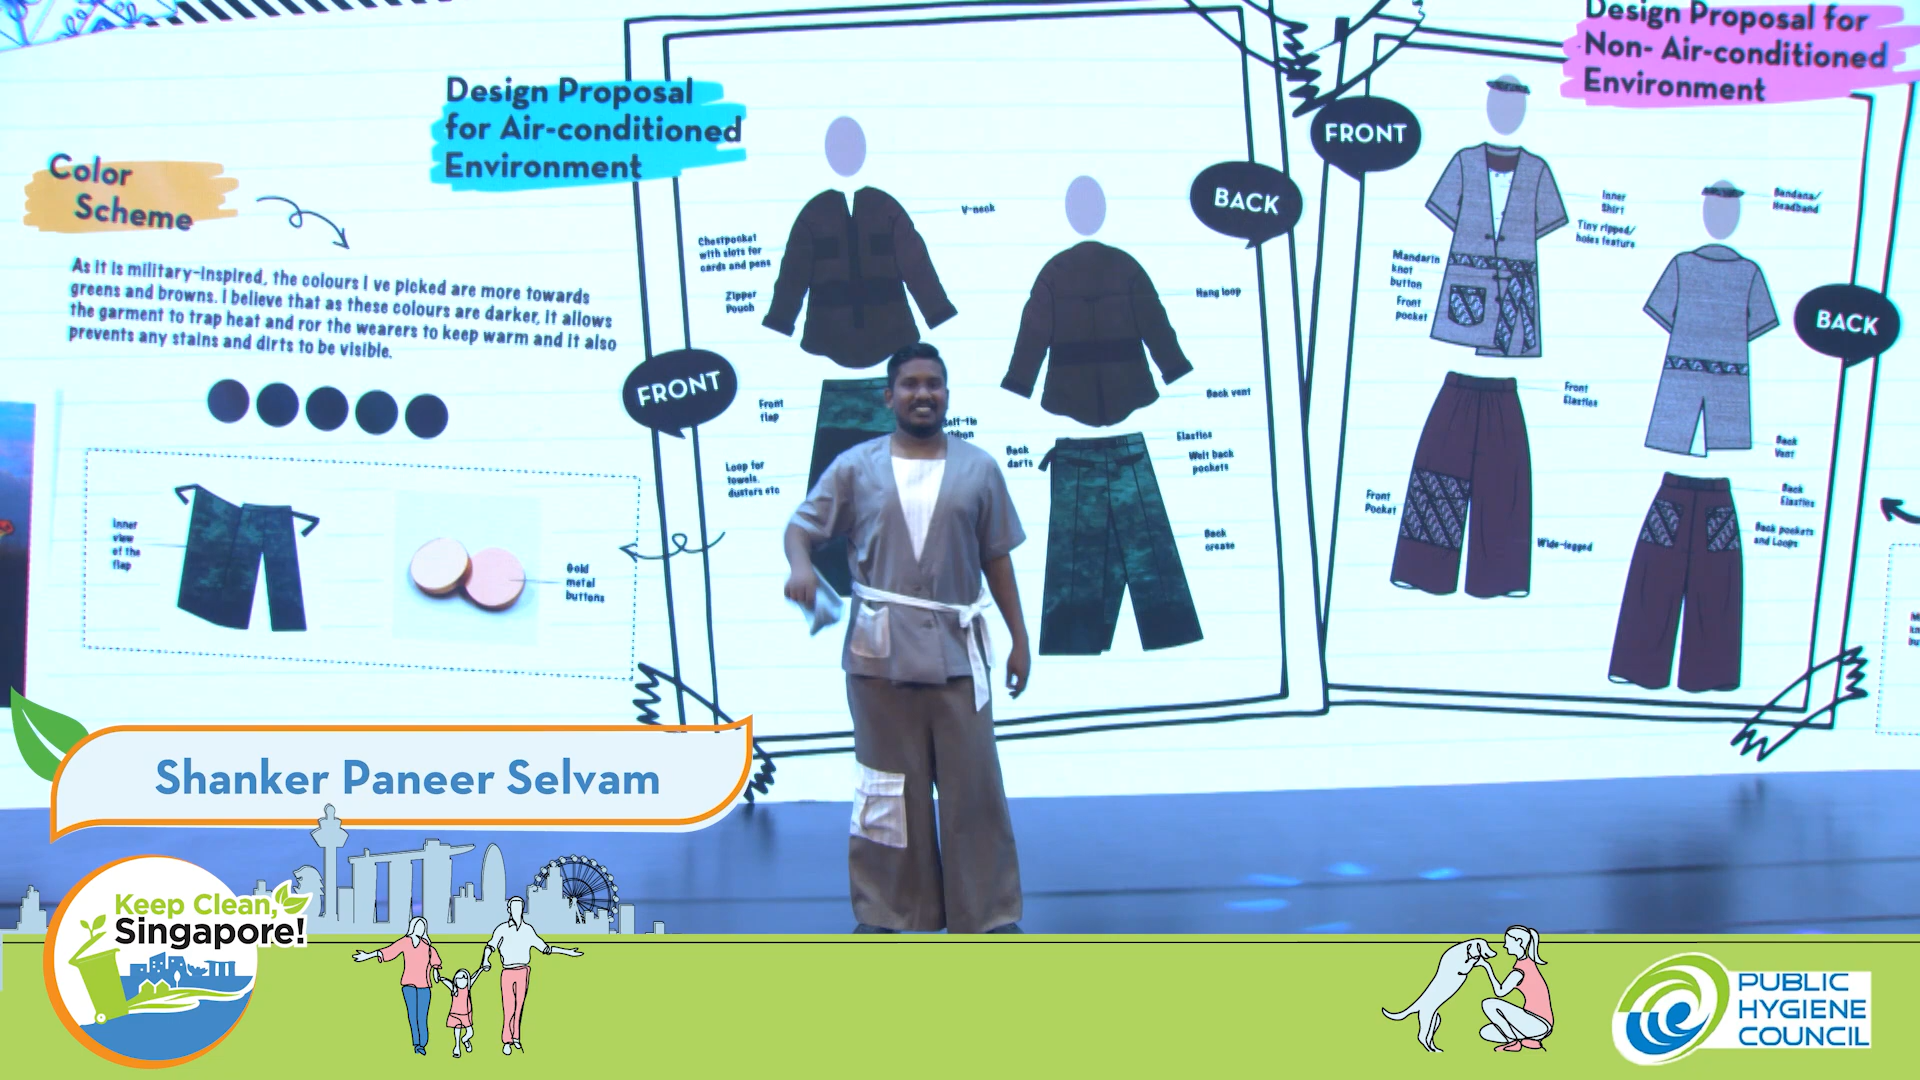 Color
Scheme
As it is military-inspired, the colours I ve picked are more towards
greens and browns. I believe that as these colours are darker, it allows
the garment to trap heat and ror the wearers to keep warm and it also
prevents any stains and dirts to be visible.
Inner
view
of the
flap
Gold
metal
buttons
Design Proposal
for Air-conditioned
Environment
FRONT
BACK
Chestpocket
with slots for
cards and pens
Zipper
Pouch
V-neck
Front
flap
Loop for
towels,
dusters etc
Hang loop
Back vent
Back
darts
Elastics
Welt back
pockets
Back
create
Design Proposal for
Non- Air-conditioned
Environment
FRONT
BACK
Inner
Shirt
Tiny ripped/
holes feature
Mandarin
knot
button
Front
pocket
Bandana/
Headband
Front
Elastics
Front
Pocket
Wide-legged
Back
Vent
Back
Elastics
Back pockets
and Loops
Shanker Paneer Selvam
Keep Clean,
Singapore!
PUBLIC
HYGIENE
COUNCIL